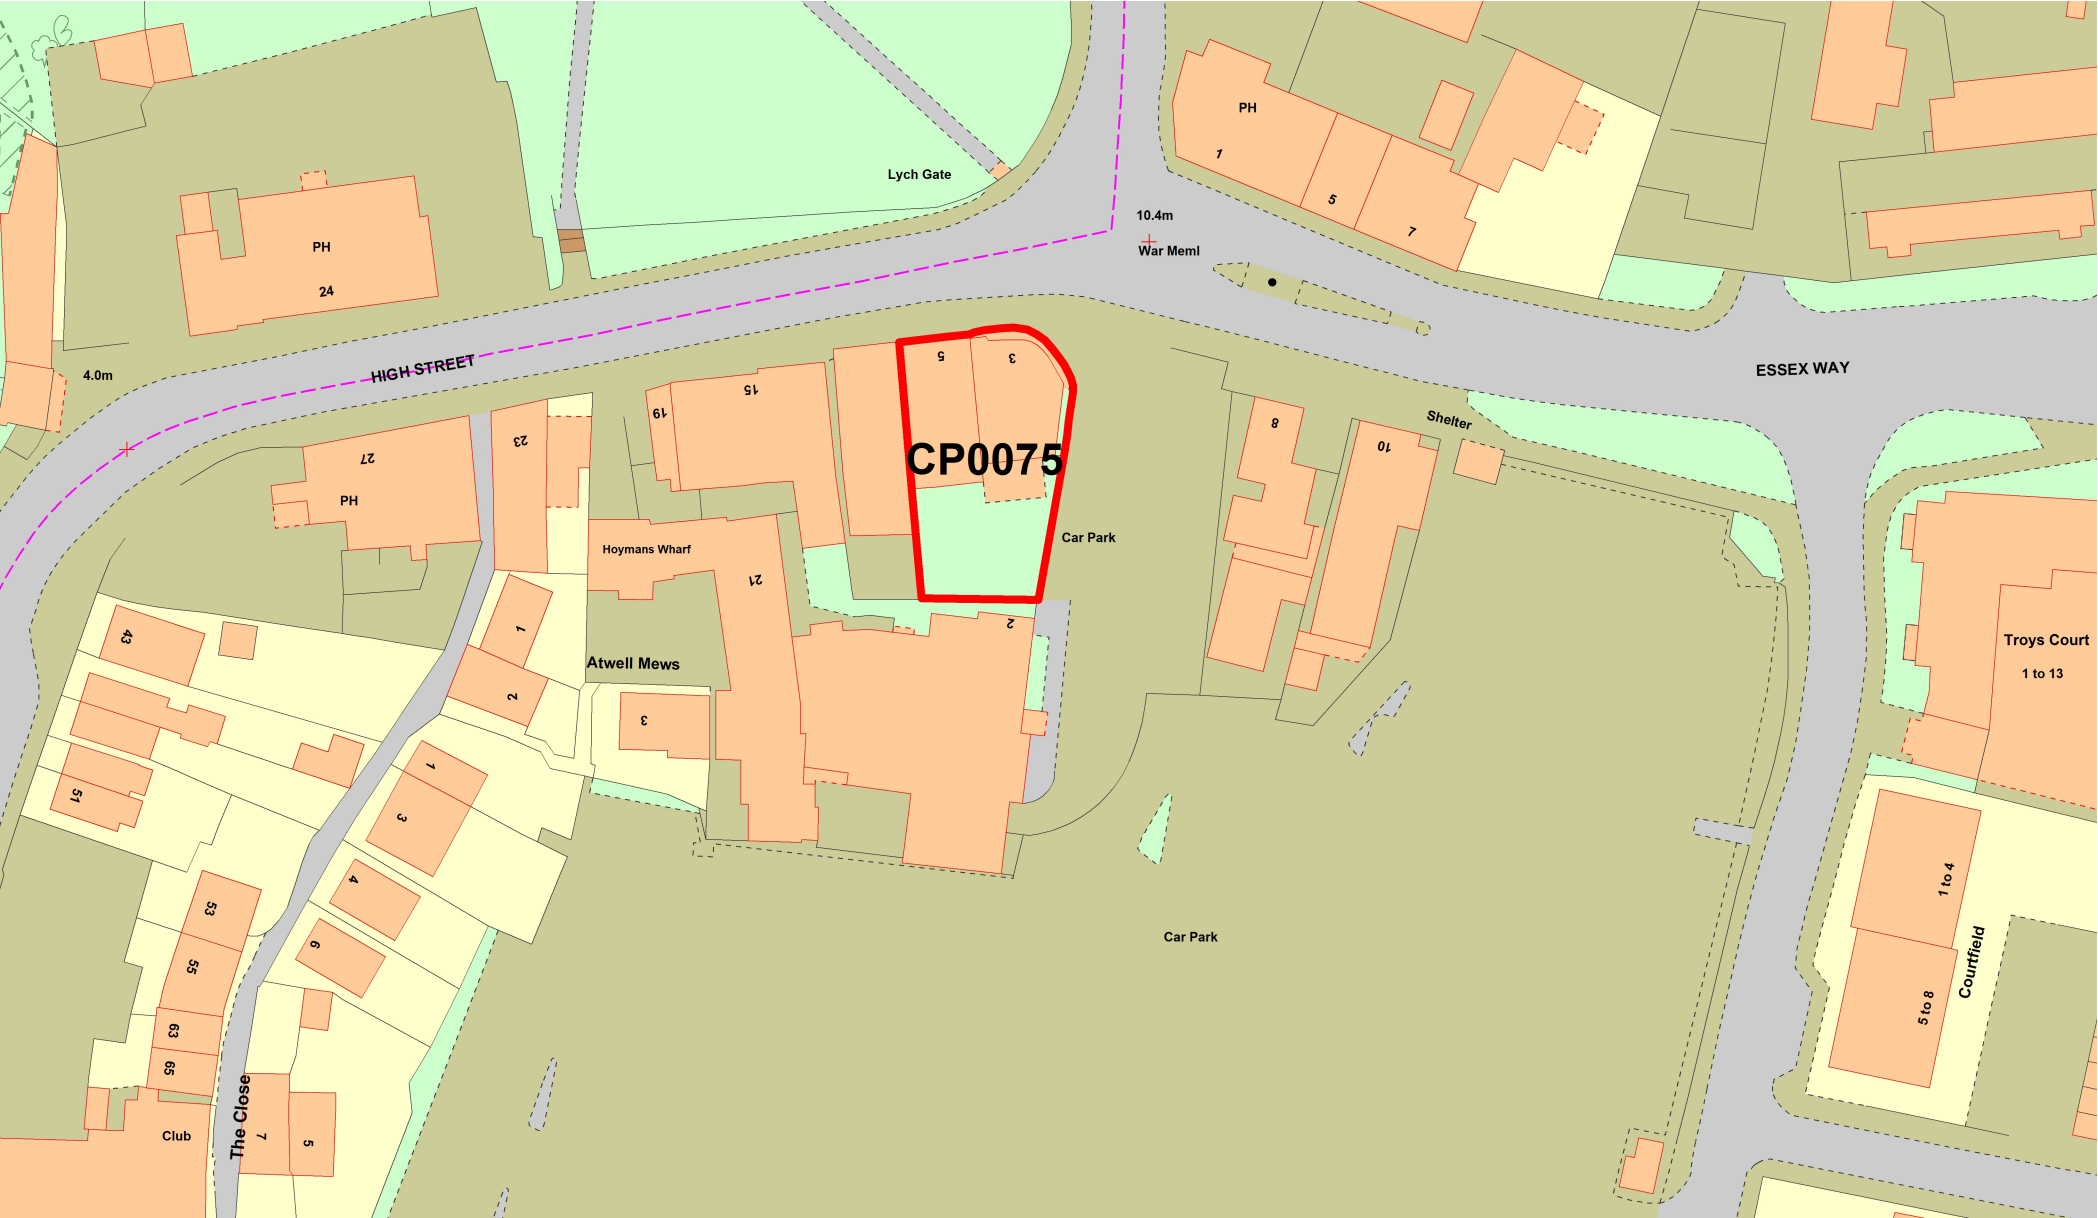 PH
1
Lych Gate
5
7
10.4m
War Meml
PH
24
HIGH STREET
4.0m
ESSEX WAY
5
3
15
19
23
27
PH
CP0075
8
10
Shelter
Car Park
Hoymans Wharf
21
2
Atwell Mews
1
2
3
43
51
1
3
4
6
53
55
63
65
The Close
7
5
Club
Car Park
Troys Court
1 to 13
1 to 4
5 to 8
Courtfield